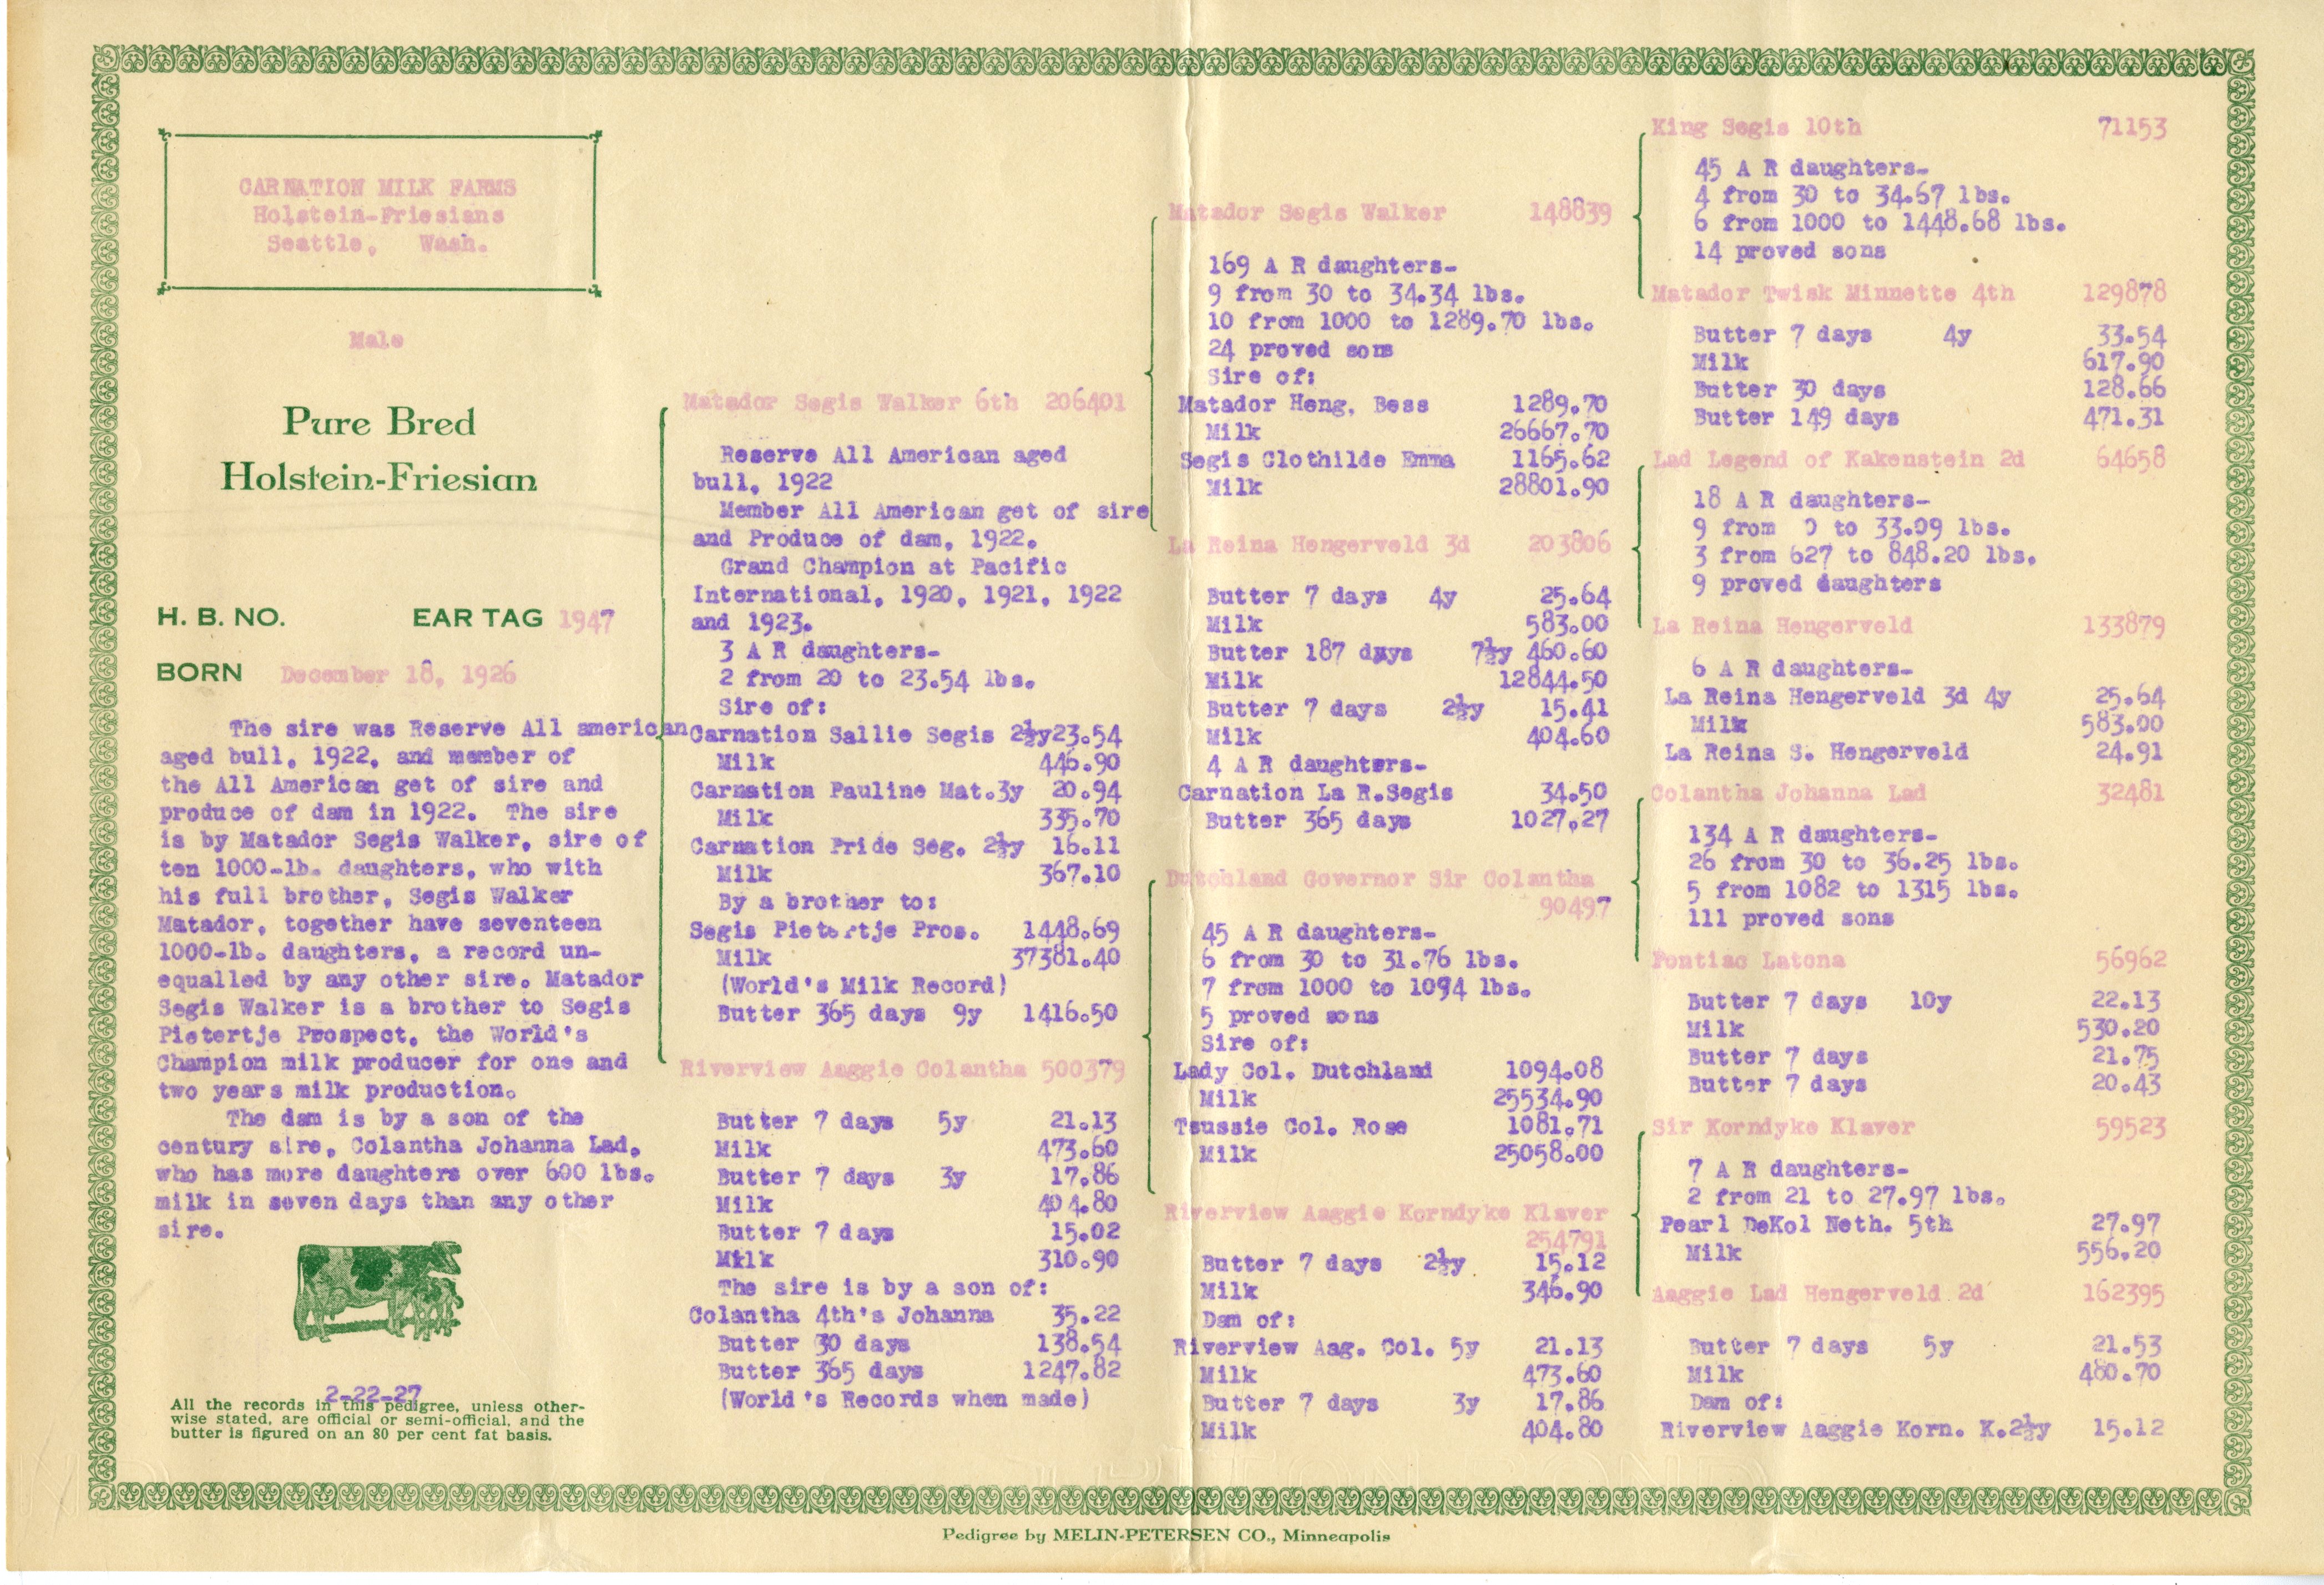 CARNATION MILK FARMS
Holstein-Friesians
Seattle, Wash.
Male
Pure Bred
Holstein-Friesian
H. B. NO. EAR TAG 1947
BORN December 18, 1926
The sire was Reserve All american
aged bull, 1922, and member of
the All American get of sire and
produce of dam in 1922. The sire
is by Matador Segis Walker, sire of
ten 1000-lb. daughters, who with
his full brother, Segis Walker
Matador, together have seventeen
1000-lb. daughters, a record un-
equalled by any other sire. Matador
Segis Walker is a brother to Segis
Pietertje Prospect, the World's
Champion milk producer for one and
two years milk production.
The dam is by a son of the
century sire, Colantha Johanna Lad,
who has more daughters over 600 lbs.
milk in seven days than any other
sire.
2-22-27
All the records in this pedigree, unless other-
wise stated, are official or semi-official, and the
butter is figured on an 80 per cent fat basis.
Matador Segis Walker 6th 206401
Reserve All American aged
bull, 1922
Member All American get of sire
and Produce of dam, 1922.
Grand Champion at Pacific
International, 1920, 1921, 1922
and 1923.
3 A R daughters-
2 from 20 to 23.54 lbs.
Sire of:
Carnation Sallie Segis 2½y23.54
Milk 446.90
Carnation Pauline Mat.3y 20.94
Milk 335.70
Carnation Pride Seg. 2½y 16.11
Milk 367.10
By a brother to:
Segis Pietertje Pros. 1448.69
Milk 37381.40
(World's Milk Record)
Butter 365 days 9y 1416.50
Riverview Aaggie Colantha 500379
Butter 7 days 5y 21.13
Milk 473.60
Butter 7 days 3y 17.86
Milk 404.80
Butter 7 days 15.02
Milk 310.90
The sire is by a son of:
Colantha 4th's Johanna 35.22
Butter 30 days 138.54
Butter 365 days 1247.82
(World's Records when made)
Matador Segis Walker 148839
169 A R daughters-
9 from 30 to 34.34 lbs.
10 from 1000 to 1289.70 lbs.
24 proved sons
Sire of:
Matador Heng. Bess 1289.70
Milk 26667.70
Segis Clothilde Emma 1165.62
Milk 28801.90
La Reina Hengerveld 3d 203806
Butter 7 days 4y 25.64
Milk 583.00
Butter 187 days 7½y 460.60
Milk 12844.50
Butter 7 days 2½y 15.41
Milk 404.60
4 A R daughters-
Carnation La R.Segis 34.50
Butter 365 days 1027.27
Dutchland Governor Sir Colantha
90497
45 A R daughters-
6 from 30 to 31.76 lbs.
7 from 1000 to 1094 lbs.
5 proved sons
Sire of:
Lady Col. Dutchland 1094.08
Milk 25534.90
Tsussie Col. Rose 1081.71
Milk 25058.00
Riverview Aaggie Korndyke Klaver
254791
Butter 7 days 2½y 15.12
Milk 346.90
Dam of:
Riverview Aag. Col. 5y 21.13
Milk 473.60
Butter 7 days 3y 17.86
Milk 404.80
King Segis 10th 71153
45 A R daughters-
4 from 30 to 34.67 lbs.
6 from 1000 to 1448.68 lbs.
14 proved sons
Matador Twisk Minnette 4th 129878
Butter 7 days 4y 33.54
Milk 617.90
Butter 30 days 128.66
Butter 149 days 471.31
Lad Legend of Kakenstein 2d 64658
18 A R daughters-
9 from 0 to 33.09 lbs.
3 from 627 to 848.20 lbs.
9 proved daughters
La Reina Hengerveld 133879
6 A R daughters-
La Reina Hengerveld 3d 4y 25.64
Milk 583.00
La Reina S. Hengerveld 24.91
Colantha Johanna Lad 32481
134 A R daughters-
26 from 30 to 36.25 lbs.
5 from 1082 to 1315 lbs.
111 proved sons
Pontiac Latona 56962
Butter 7 days 10y 22.13
Milk 530.20
Butter 7 days 21.75
Butter 7 days 20.43
Sir Korndyke Klaver 59523
7 A R daughters-
2 from 21 to 27.97 lbs.
Pearl DeKol Neth. 5th 27.97
Milk 556.20
Aaggie Lad Hengerveld 2d 162395
Butter 7 days 5y 21.53
Milk 480.70
Dam of:
Riverview Aaggie Korn. K.2½y 15.12
Pedigree by MELIN-PETERSEN CO., Minneapolis